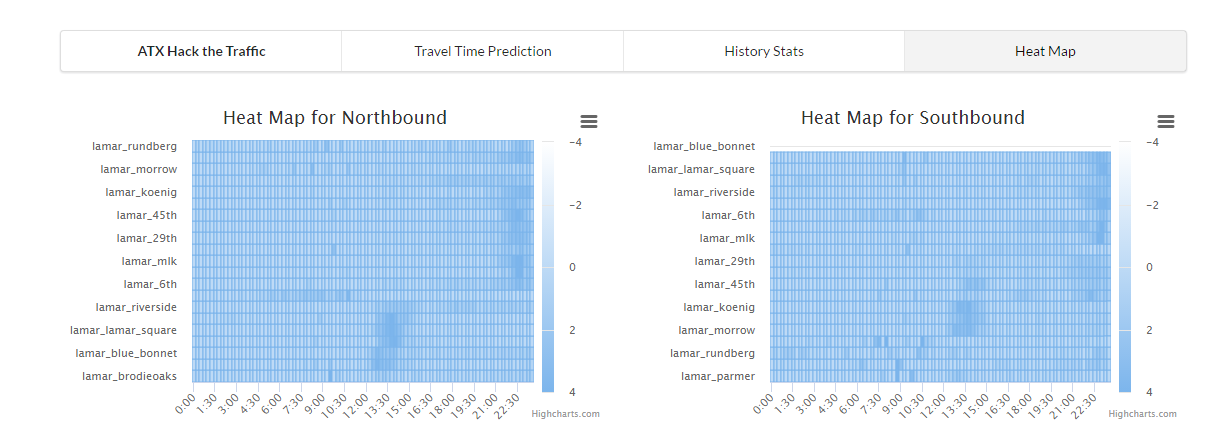 ATX Hack the Traffic
Travel Time Prediction
History Stats
Heat Map
Heat Map for Northbound
lamar_rundberg
lamar_morrow
lamar_koenig
lamar_45th
lamar_29th
lamar_mlk
lamar_6th
lamar_riverside
lamar_lamar_square
lamar_blue_bonnet
lamar_brodieoaks
0:00 1:30 3:00 4:30 6:00 7:30 9:00 10:30 12:00 13:30 15:00 16:30 18:00 19:30 21:00 22:30
−4
−2
0
2
4
Highcharts.com
Heat Map for Southbound
lamar_blue_bonnet
lamar_lamar_square
lamar_riverside
lamar_6th
lamar_mlk
lamar_29th
lamar_45th
lamar_koenig
lamar_morrow
lamar_rundberg
lamar_parmer
0:00 1:30 3:00 4:30 6:00 7:30 9:00 10:30 12:00 13:30 15:00 16:30 18:00 19:30 21:00 22:30
−4
−2
0
2
4
Highcharts.com